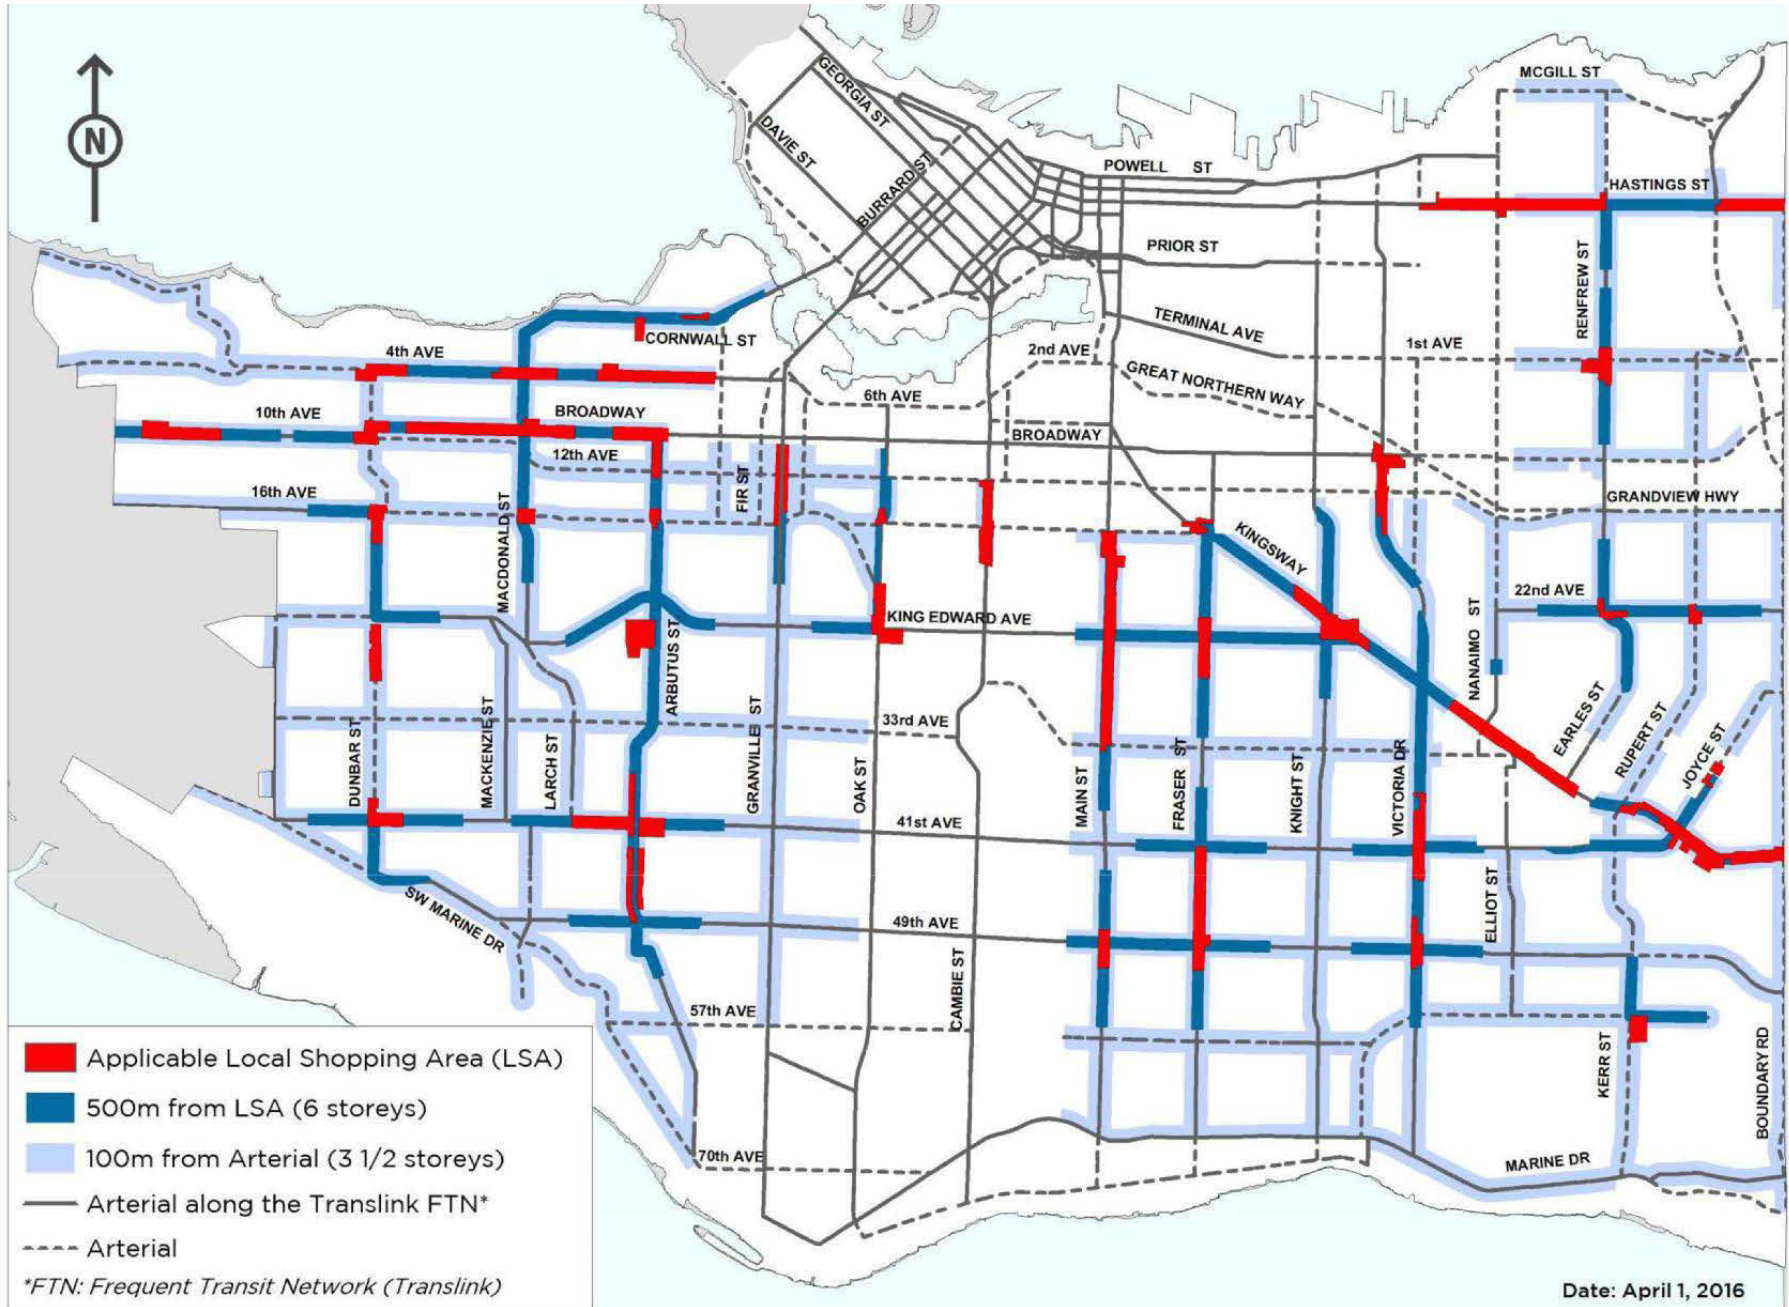 MCGILL ST
GEORGIA ST
DAVIE ST
BURRARD ST
POWELL ST
HASTINGS ST
N
PRIOR ST
RENFREW ST
TERMINAL AVE
CORNWALL ST
4th AVE
2nd AVE
1st AVE
GREAT NORTHERN WAY
6th AVE
10th AVE
BROADWAY
BROADWAY
12th AVE
FIR ST
16th AVE
GRANDVIEW HWY
MACDONALD ST
KINGSWAY
22nd AVE
KING EDWARD AVE
NANAIMO ST
ARBUTUS ST
33rd AVE
EARLES ST
RUPERT ST
JOYCE ST
DUNBAR ST
MACKENZIE ST
LARCH ST
GRANVILLE ST
OAK ST
MAIN ST
FRASER ST
KNIGHT ST
VICTORIA DR
41st AVE
ELLIOT ST
SW MARINE DR
49th AVE
CAMBIE ST
57th AVE
KERR ST
BOUNDARY RD
70th AVE
MARINE DR
Applicable Local Shopping Area (LSA)
500m from LSA (6 storeys)
100m from Arterial (3 1/2 storeys)
Arterial along the Translink FTN*
Arterial
*FTN: Frequent Transit Network (Translink)
Date: April 1, 2016